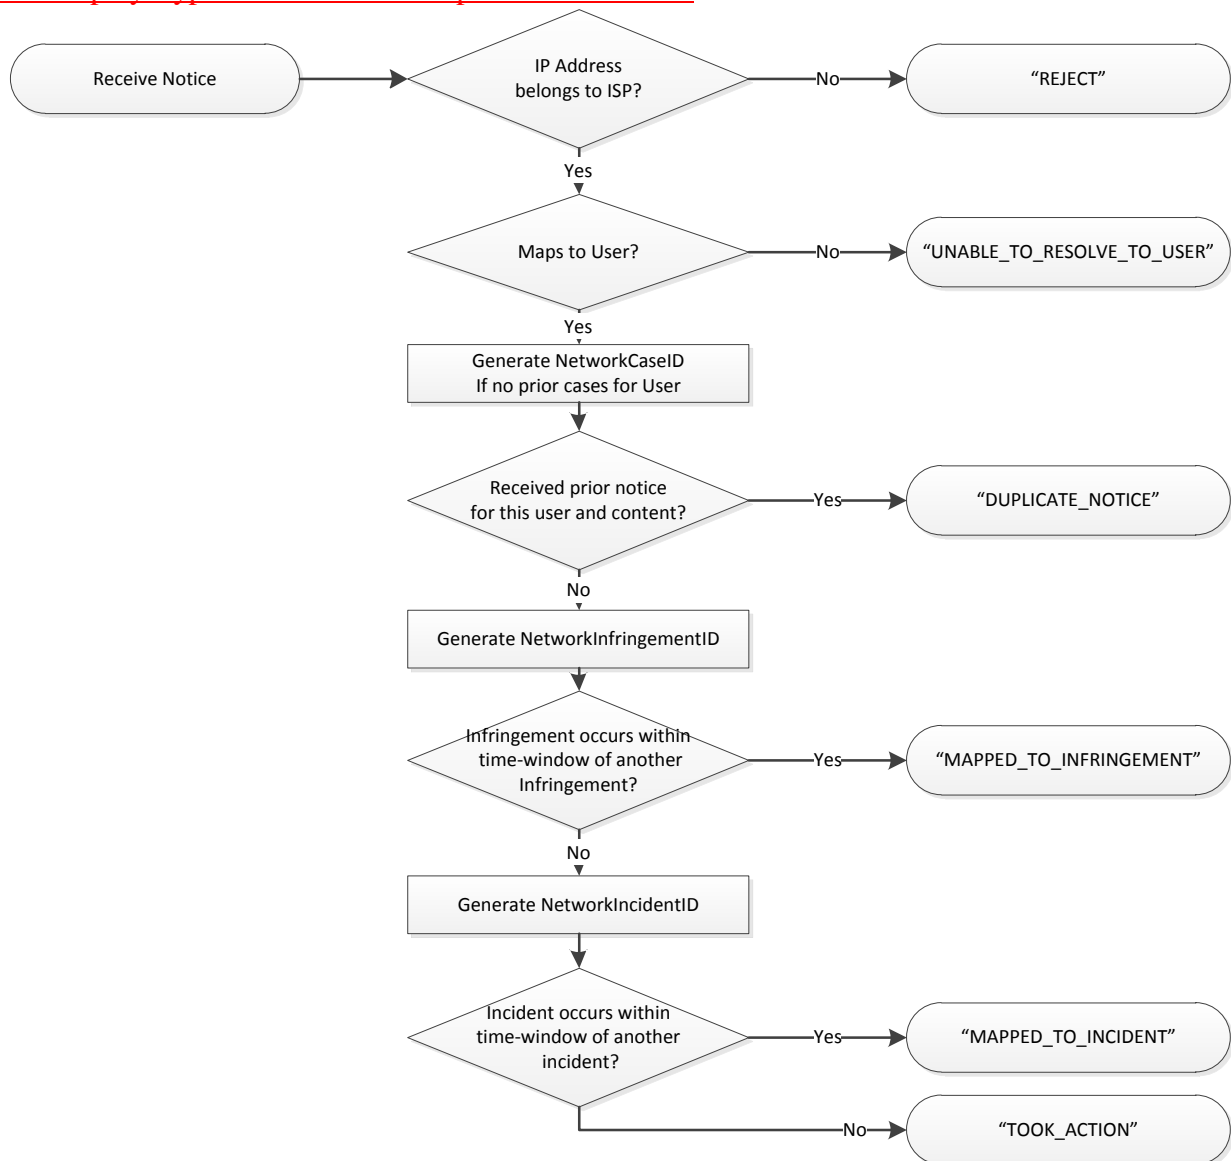 Receive Notice
IP Address
belongs to ISP?
No
“REJECT”
Yes
Maps to User?
No
“UNABLE_TO_RESOLVE_TO_USER”
Yes
Generate NetworkCaseID
If no prior cases for User
Received prior notice
for this user and content?
Yes
“DUPLICATE_NOTICE”
No
Generate NetworkInfringementID
Infringement occurs within
time-window of another
Infringement?
Yes
“MAPPED_TO_INFRINGEMENT”
No
Generate NetworkIncidentID
Incident occurs within
time-window of another
incident?
Yes
“MAPPED_TO_INCIDENT”
No
“TOOK_ACTION”